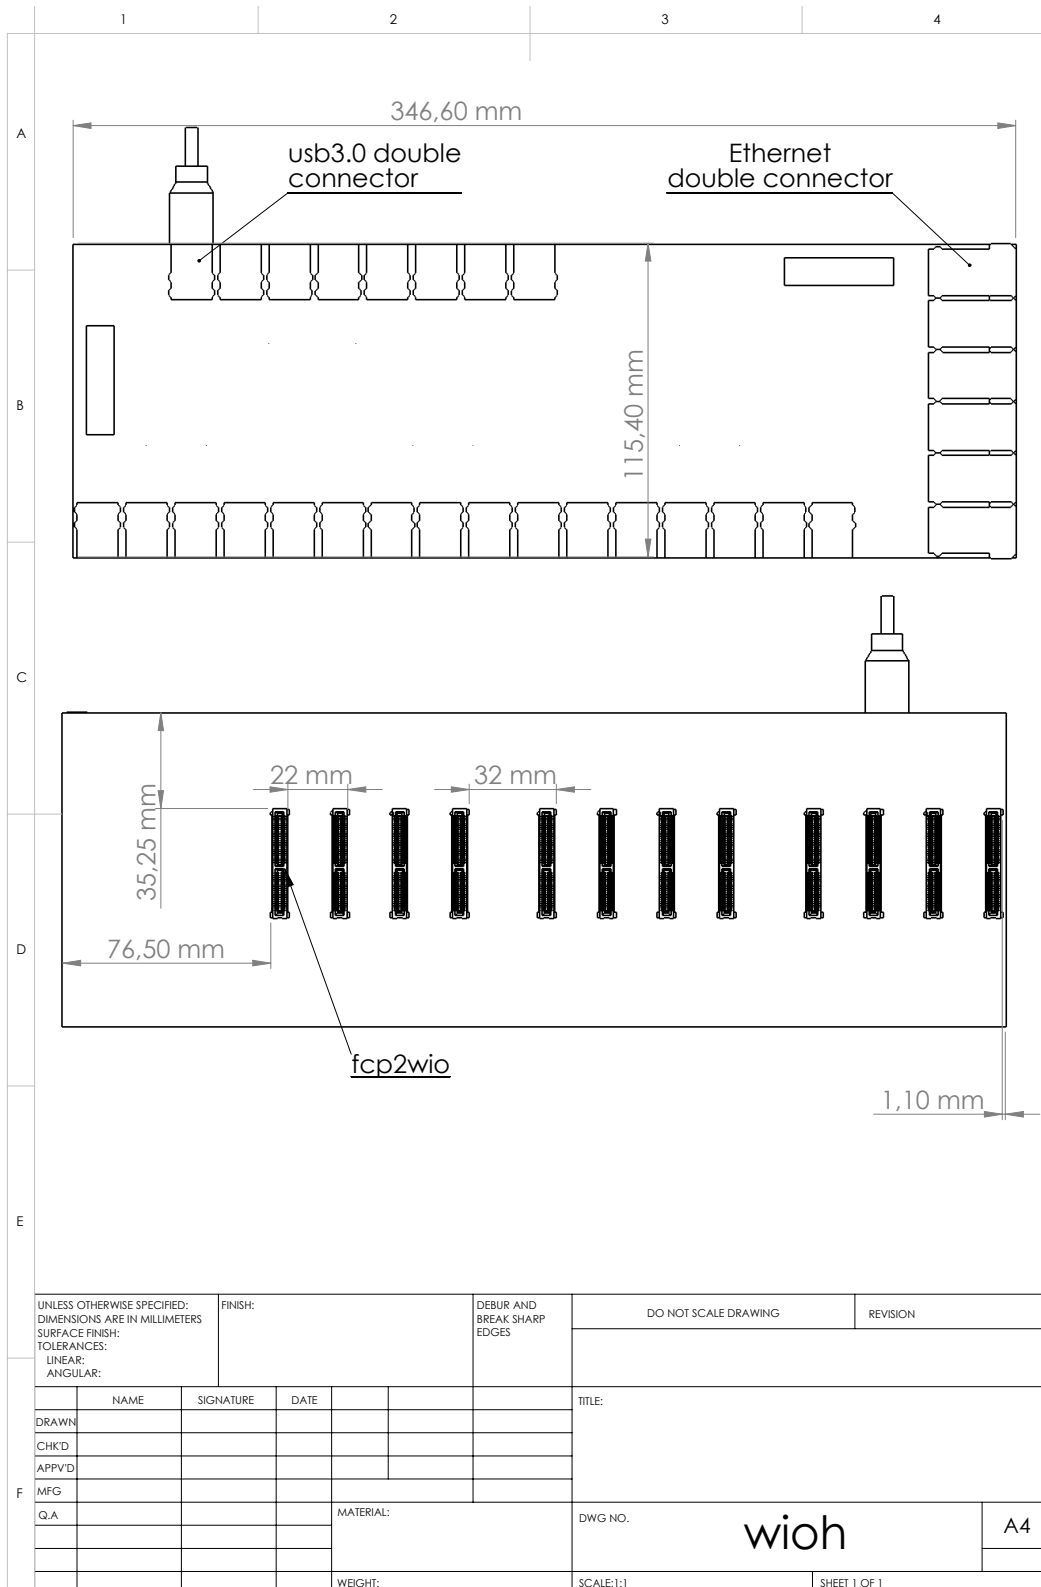 1 2 3 4
A
346,60 mm
usb3.0 double
connector
Ethernet
double connector
B
115,40 mm
C
22 mm
32 mm
35,25 mm
D
76,50 mm
fcp2wio
1,10 mm
E
UNLESS OTHERWISE SPECIFIED:
DIMENSIONS ARE IN MILLIMETERS
SURFACE FINISH:
TOLERANCES:
LINEAR:
ANGULAR:
FINISH:
DEBUR AND
BREAK SHARP
EDGES
DO NOT SCALE DRAWING
REVISION
NAME SIGNATURE DATE
TITLE:
DRAWN
CHK'D
APPV'D
F
MFG
Q.A
MATERIAL:
DWG NO.
wioh
A4
WEIGHT:
SCALE:1:1
SHEET 1 OF 1